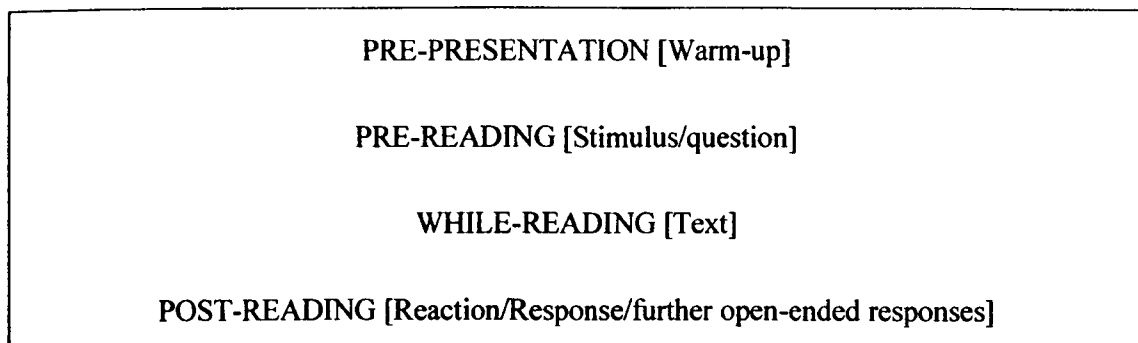 PRE-PRESENTATION [Warm-up]
PRE-READING [Stimulus/question]
WHILE-READING [Text]
POST-READING [Reaction/Response/further open-ended responses]